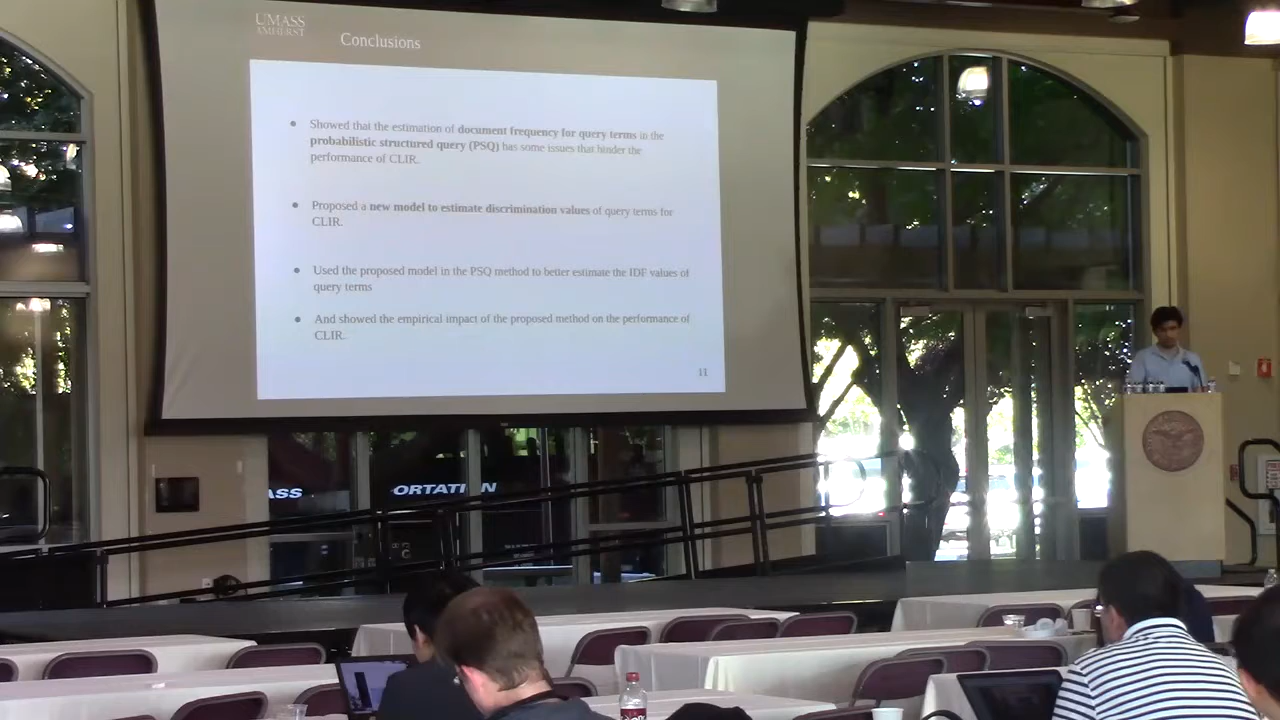 UMASS
AMHERST
Conclusions
● Showed that the estimation of document frequency for query terms in the
probabilistic structured query (PSQ) has some issues that hinder the
performance of CLIR.
● Proposed a new model to estimate discrimination values of query terms for
CLIR.
● Used the proposed model in the PSQ method to better estimate the IDF values of
query terms
● And showed the empirical impact of the proposed method on the performance of
CLIR.
11
ASS
ORTATION